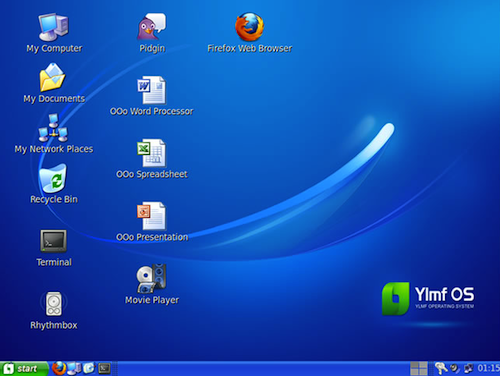 My Computer
Pidgin
Firefox Web Browser
My Documents
OOo Word Processor
My Network Places
OOo Spreadsheet
Recycle Bin
OOo Presentation
Terminal
Movie Player
Rhythmbox
Ylmf OS
YLMF OPERATING SYSTEM
start
01:15